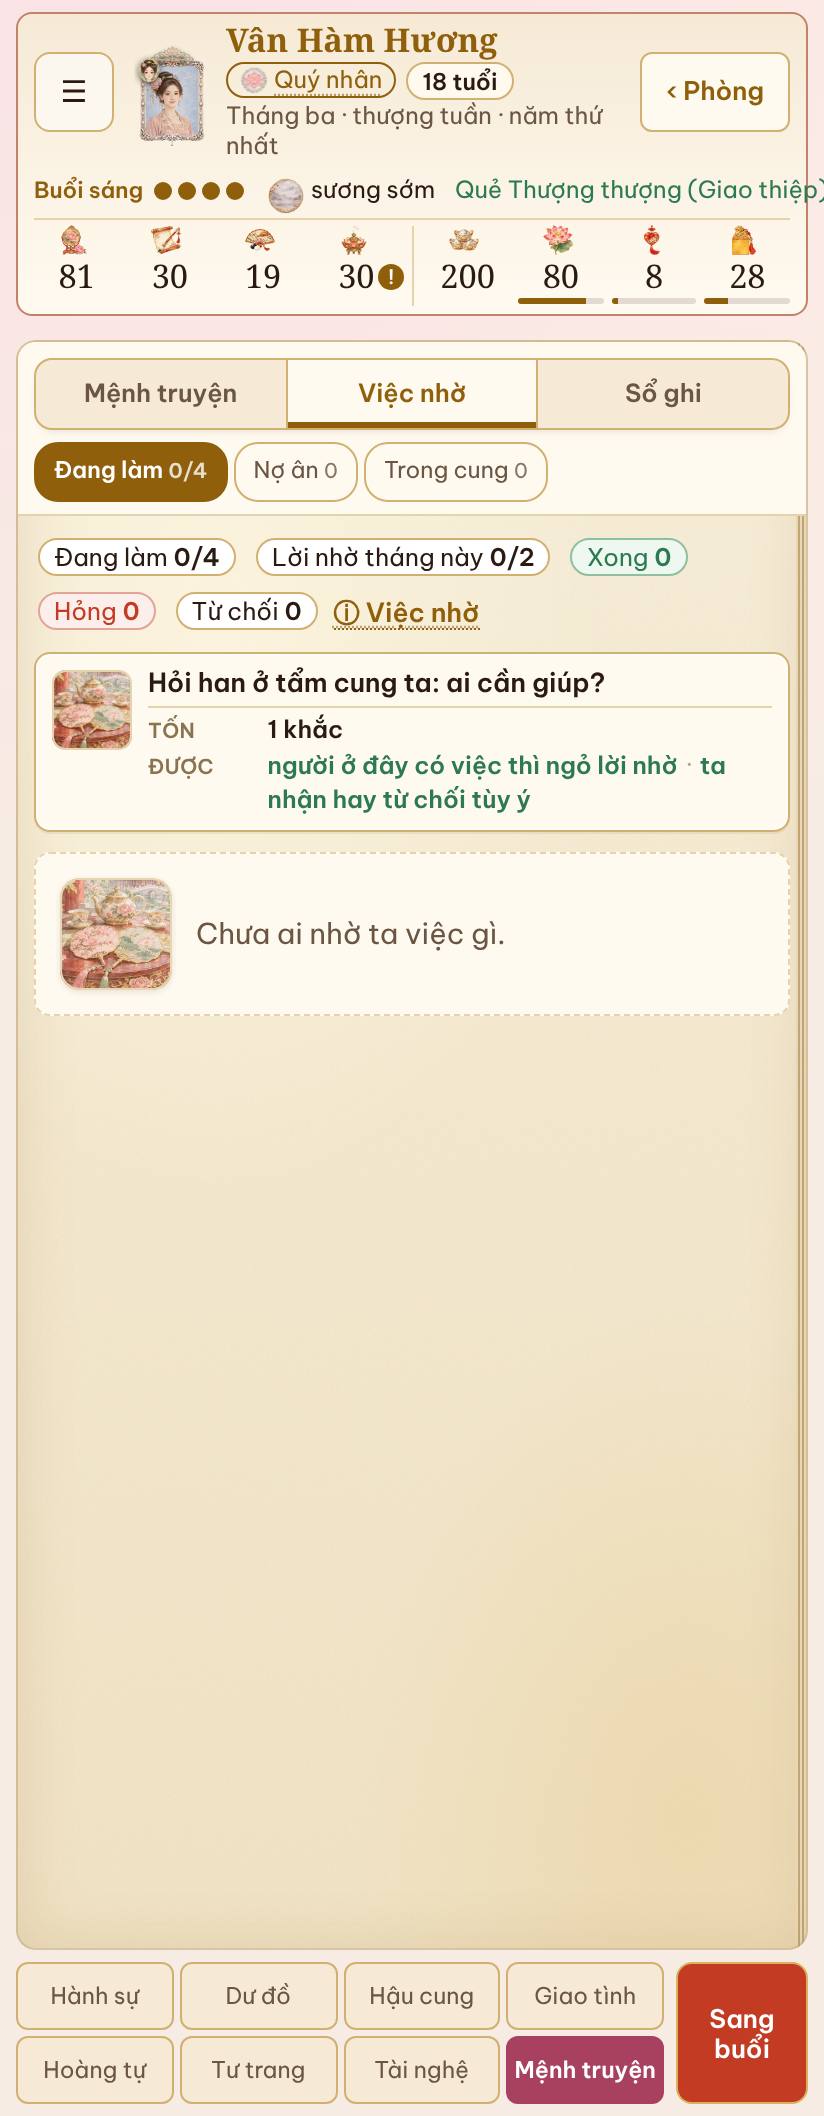 Vân Hàm Hương
☰
Quý nhân 18 tuổi
‹ Phòng
Tháng ba · thượng tuần · năm thứ
nhất
Buổi sáng sương sớm Quẻ Thượng thượng (Giao thiệp)
81 30 19 30 ! 200 80 8 28
Mệnh truyện Việc nhờ Sổ ghi
Đang làm 0/4 Nợ ân 0 Trong cung 0
Đang làm 0/4 Lời nhờ tháng này 0/2 Xong 0
Hỏng 0 Từ chối 0 ⓘ Việc nhờ
Hỏi han ở tẩm cung ta: ai cần giúp?
TỐN 1 khắc
ĐƯỢC người ở đây có việc thì ngỏ lời nhờ · ta
nhận hay từ chối tùy ý
Chưa ai nhờ ta việc gì.
Hành sự Dư đồ Hậu cung Giao tình
Hoàng tự Tư trang Tài nghệ Mệnh truyện
Sang
buổi